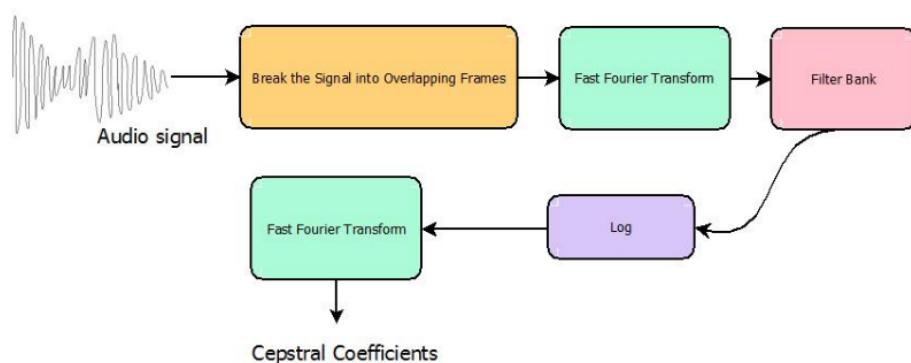 Break the Signal into Overlapping Frames
Fast Fourier Transform
Filter Bank
Audio signal
Fast Fourier Transform
Log
Cepstral Coefficients